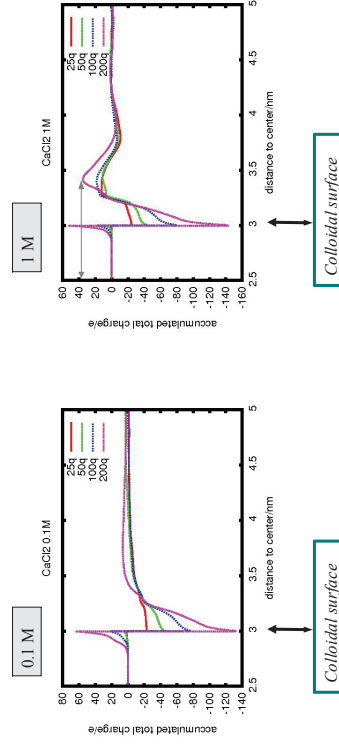 0.1 M
CaCl2 0.1M
accumulated total charge/e
80
60
40
20
0
-20
-40
-60
-80
-100
-120
-140
25q
50q
100q
200q
2.5
3
3.5
4
4.5
5
distance to center/nm
Colloidal surface
1 M
CaCl2 1M
accumulated total charge/e
60
40
20
0
-20
-40
-60
-80
-100
-120
-140
-160
25q
50q
100q
200q
2.5
3
3.5
4
4.5
5
distance to center/nm
Colloidal surface